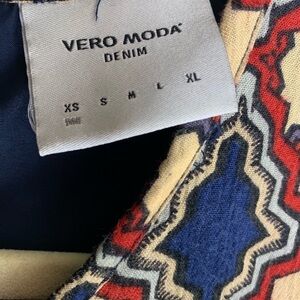 VERO MODA
DENIM
XS S M L XL